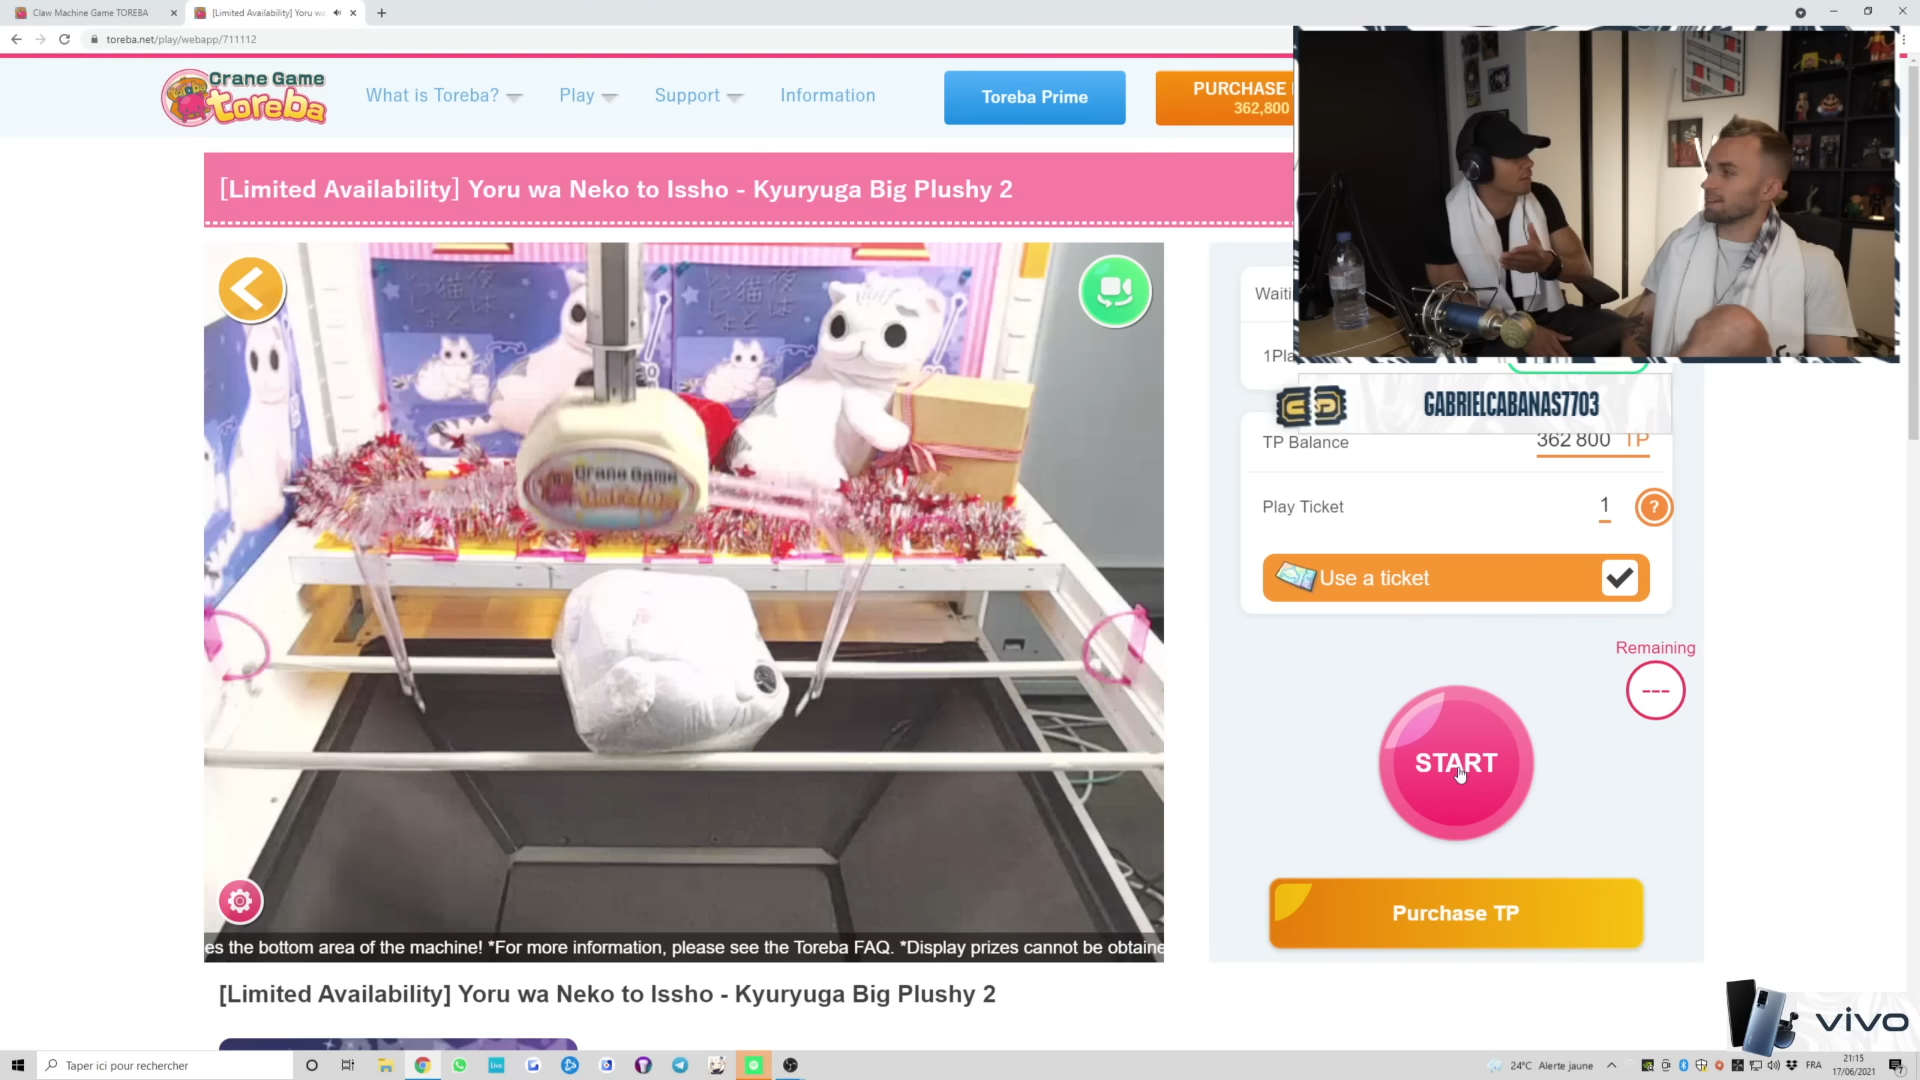 Claw Machine Game TOREBA
[Limited Availability] Yoru wa
toreba.net/play/webapp/711112
Crane Game
toreba
What is Toreba?
Play
Support
Information
Toreba Prime
PURCHASE
362,800
[Limited Availability] Yoru wa Neko to Issho - Kyuryuga Big Plushy 2
Waiti
1Pla
GABRIELCABANAS7703
TP Balance
362 800 TP
Play Ticket
1
?
Use a ticket
Remaining
---
START
Purchase TP
Crane Game
es the bottom area of the machine! *For more information, please see the Toreba FAQ. *Display prizes cannot be obtaine
[Limited Availability] Yoru wa Neko to Issho - Kyuryuga Big Plushy 2
vivo
Taper ici pour rechercher
24°C Alerte jaune
FRA
21:15
17/06/2021